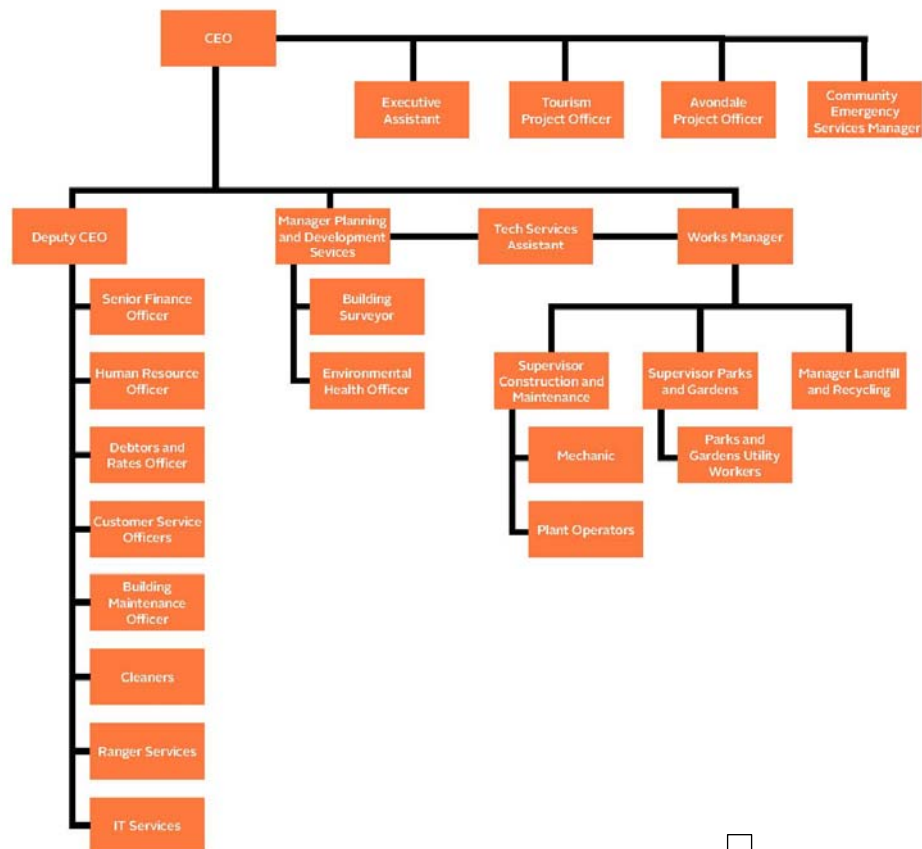 CEO
Executive
Assistant
Tourism
Project Officer
Avondale
Project Officer
Community
Emergency
Services Manager
Deputy CEO
Manager Planning
and Development
Sevices
Tech Services
Assistant
Works Manager
Senior Finance
Officer
Human Resource
Officer
Debtors and
Rates Officer
Customer Service
Officers
Building
Maintenance
Officer
Cleaners
Ranger Services
IT Services
Building
Surveyor
Environmental
Health Officer
Supervisor
Construction and
Maintenance
Supervisor Parks
and Gardens
Manager Landfill
and Recycling
Mechanic
Plant Operators
Parks and
Gardens Utility
Workers